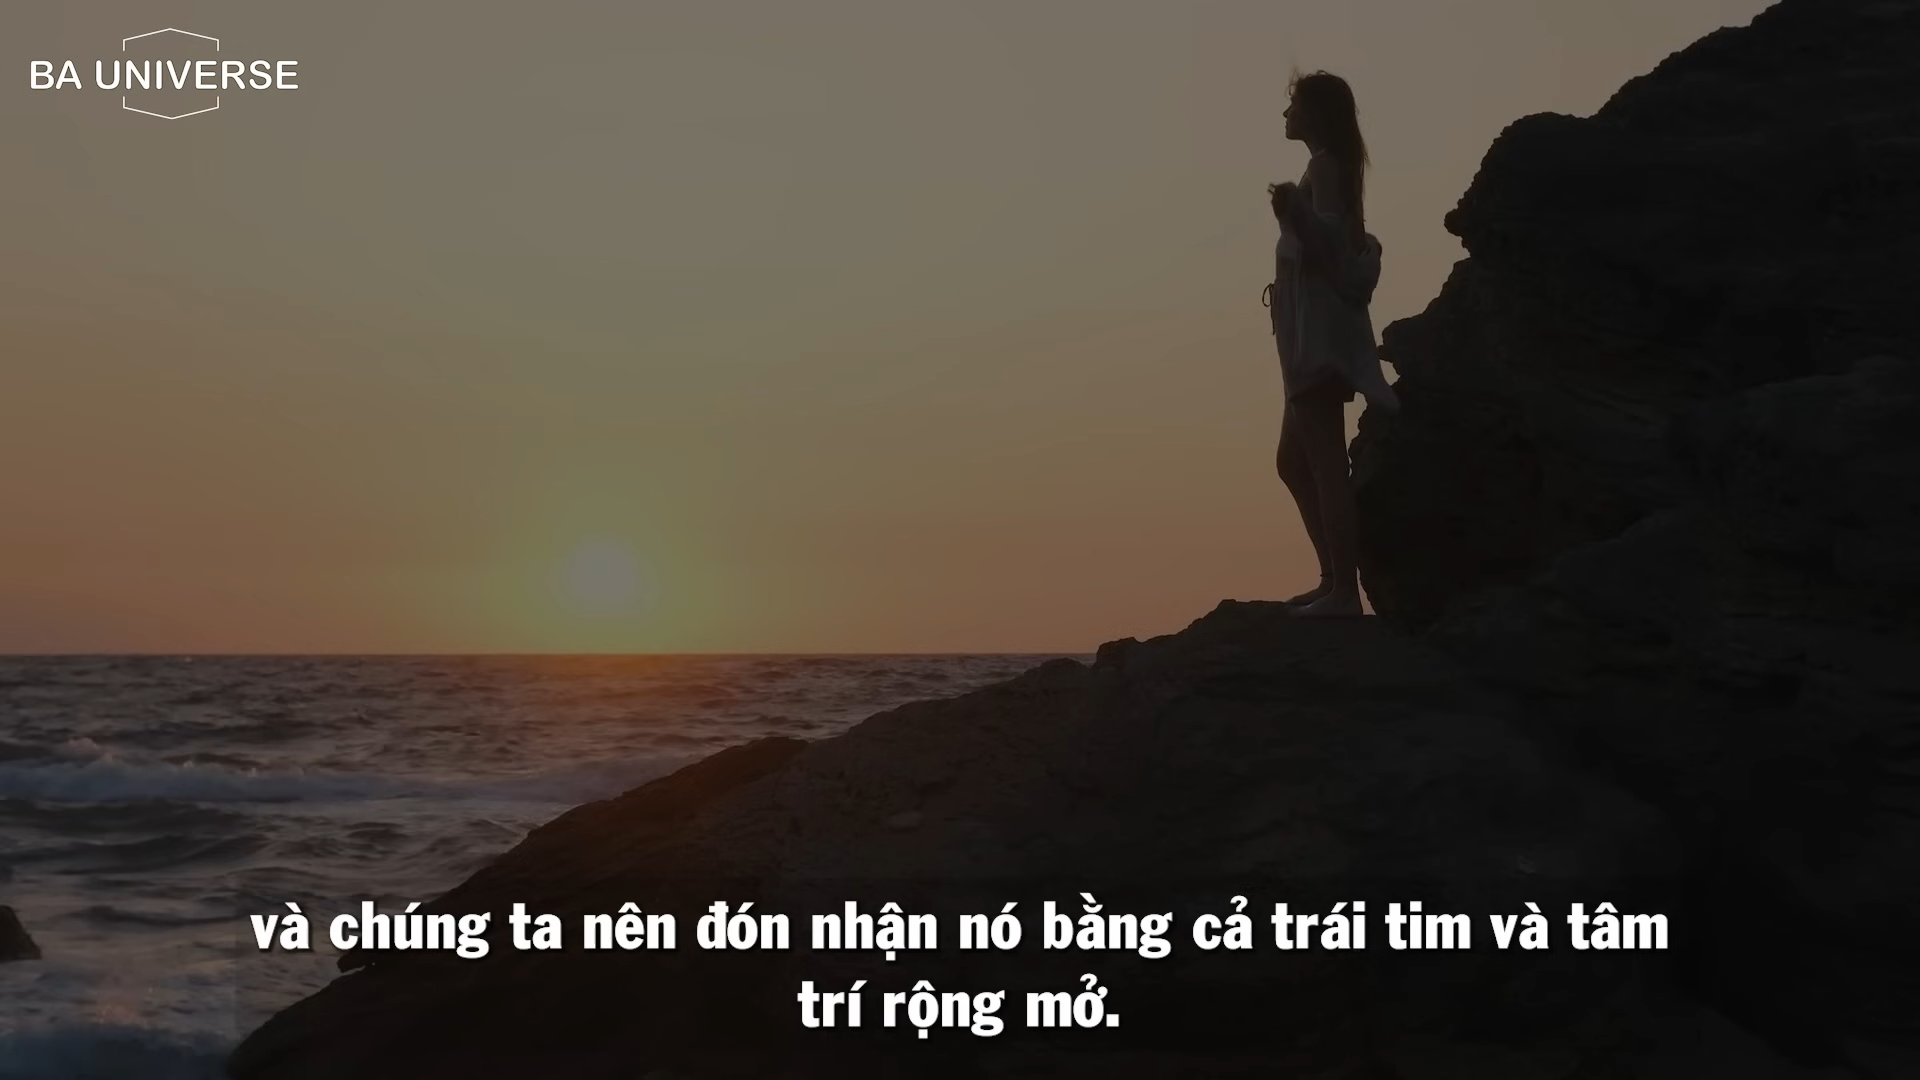 BA UNIVERSE
và chúng ta nên đón nhận nó bằng cả trái tim và tâm
trí rộng mở.